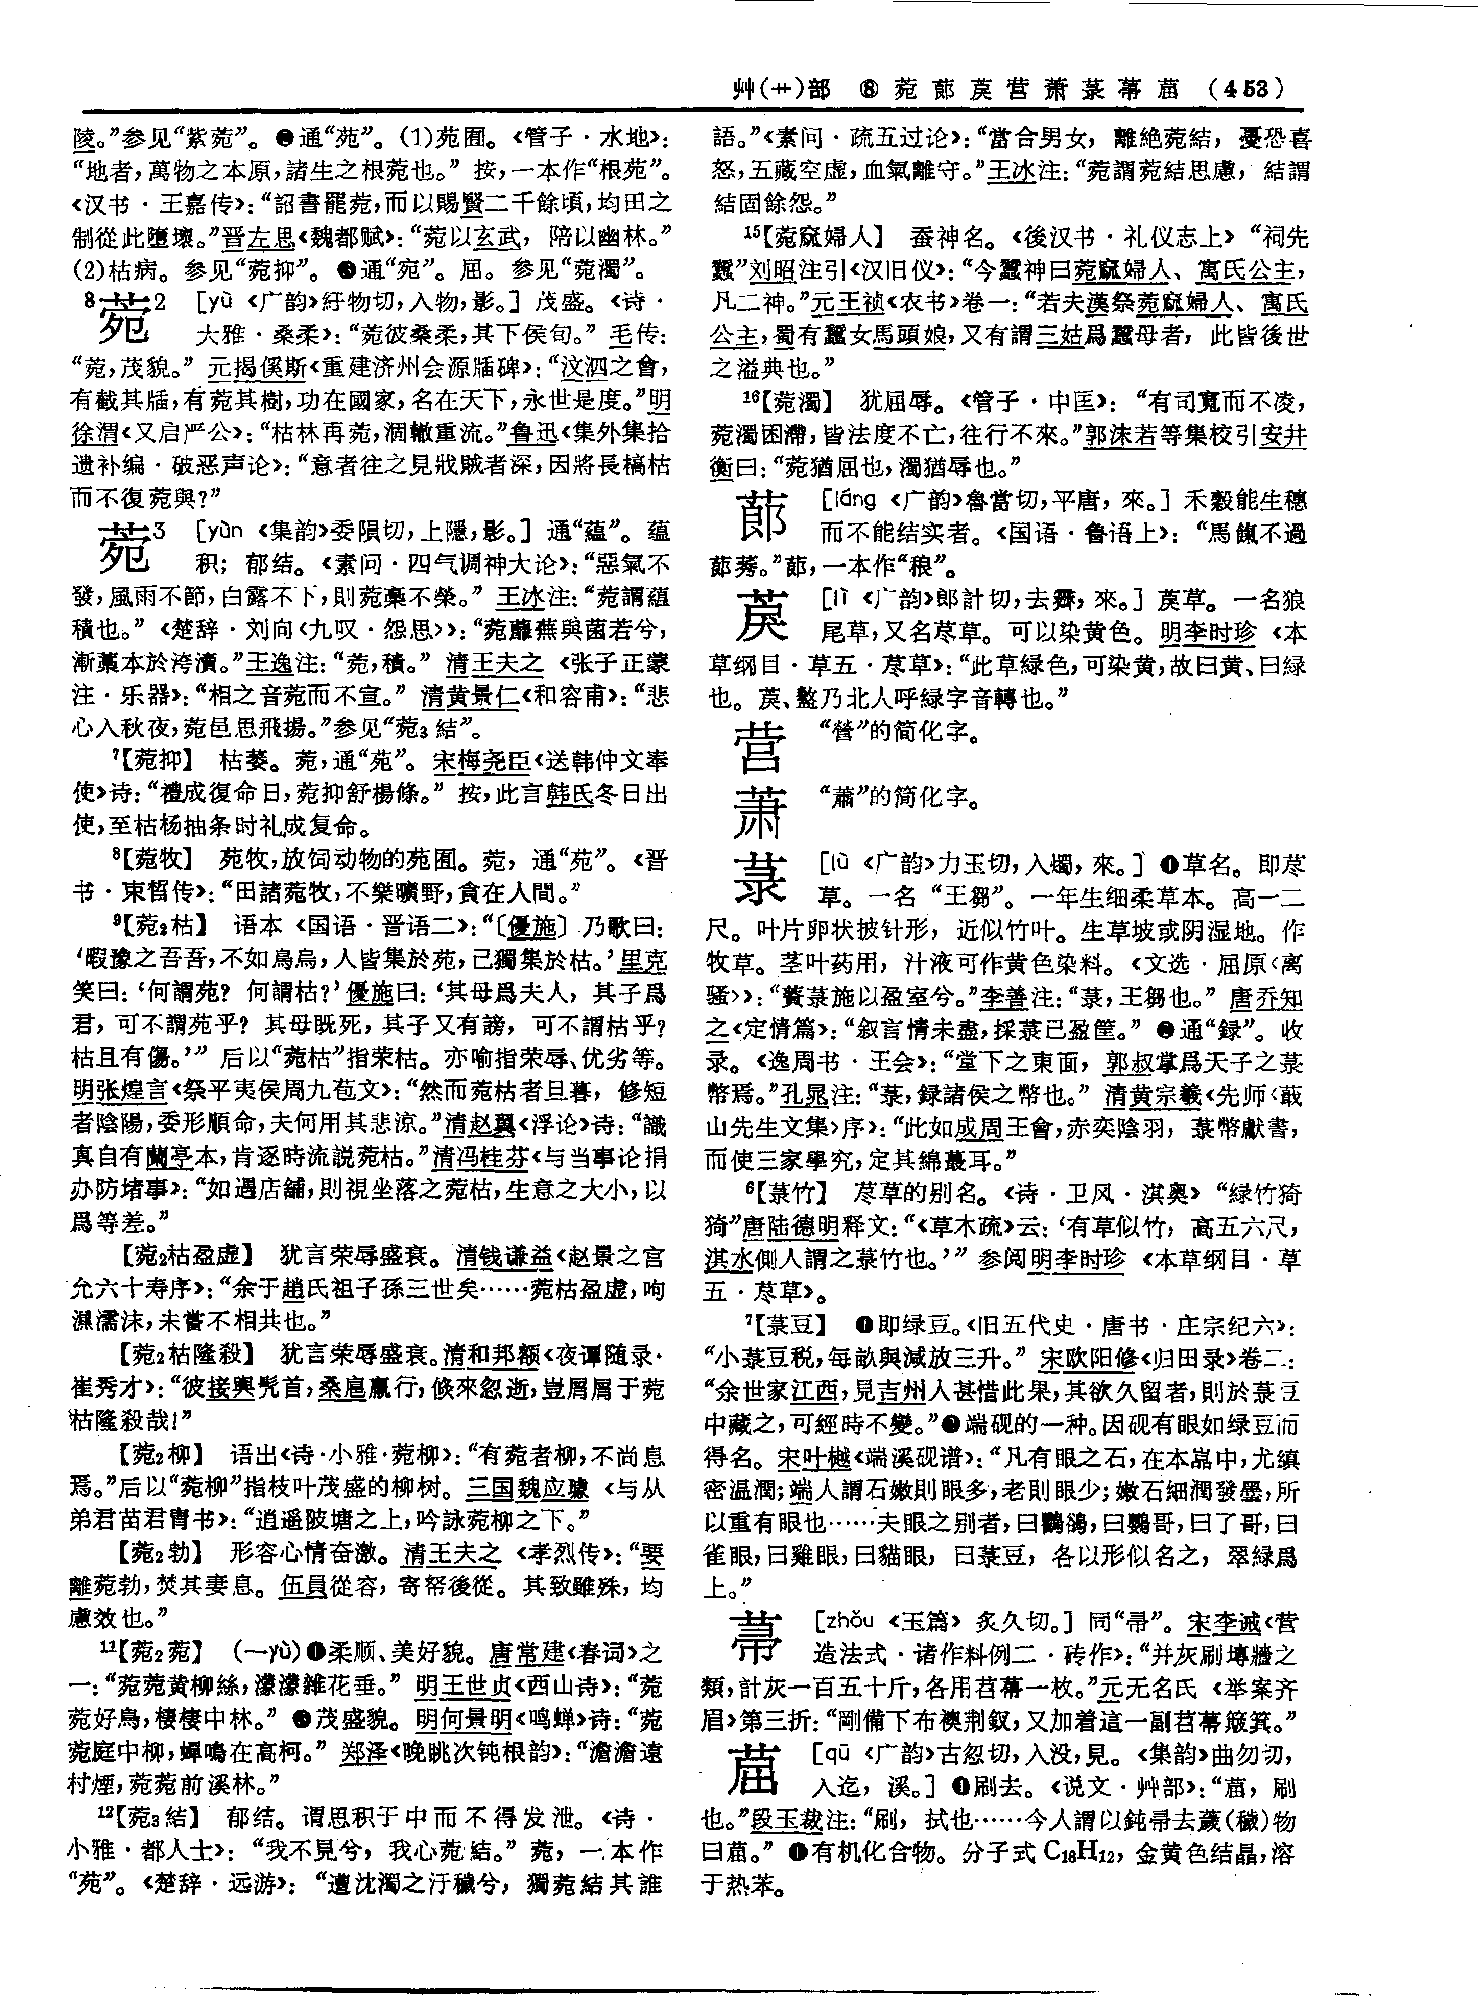 艸(艹)部 ⑧菀蓈莀营萧菉菷䓛 (453)
陵。”参见“紫菀”。❷通“苑”。(1)苑囿。《管子·水地》:
“地者,萬物之本原,諸生之根菀也。”按,一本作“根苑”。
《汉书·王嘉传》:“詔書罷菀,而以賜賢二千餘頃,均田之
制從此墮壞。”晋左思《魏都赋》:“菀以玄武,陪以幽林。”
(2)枯病。参见“菀抑”。❸通“宛”。屈。参见“菀濁”。
8菀2 [yù《广韵》紆物切,入物,影。]茂盛。《诗·
大雅·桑柔》:“菀彼桑柔,其下侯旬。”毛传:
“菀,茂貌。”元揭傒斯《重建济州会源牐碑》:“汶泗之會,
有截其牐,有菀其樹,功在國家,名在天下,永世是度。”明
徐渭《又启严公》:“枯林再菀,涸轍重流。”鲁迅《集外集拾
遗补编·破恶声论》:“意者往之見戕賊者深,因將長槁枯
而不復菀與?”
菀3 [yùn《集韵》委隕切,上隱,影。]通“蘊”。蕴
积;郁结。《素问·四气调神大论》:“惡氣不
發,風雨不節,白露不下,則菀槀不榮。”王冰注:“菀謂蘊
積也。”《楚辞·刘向〈九叹·怨思〉》:“菀蘼蕪與菌若兮,
漸藁本於洿瀆。”王逸注:“菀,積。”清王夫之《张子正蒙
注·乐器》:“相之音菀而不宣。”清黄景仁《和容甫》:“悲
心入秋夜,菀邑思飛揚。”参见“菀3結”。
7【菀抑】 枯萎。菀,通“苑”。宋梅尧臣《送韩仲文奉
使》诗:“禮成復命日,菀抑舒楊條。”按,此言韩氏冬日出
使,至枯杨抽条时礼成复命。
8【菀牧】 苑牧,放饲动物的苑囿。菀,通“苑”。《晋
书·束皙传》:“田諸菀牧,不樂曠野,貪在人間。”
9【菀2枯】 语本《国语·晋语二》:“〔優施〕乃歌曰:
‘暇豫之吾吾,不如鳥烏,人皆集於苑,己獨集於枯。’里克
笑曰:‘何謂苑?何謂枯?’優施曰:‘其母爲夫人,其子爲
君,可不謂苑乎?其母既死,其子又有謗,可不謂枯乎?
枯且有傷。’”后以“菀枯”指荣枯。亦喻指荣辱、优劣等。
明张煌言《祭平夷侯周九苞文》:“然而菀枯者旦暮,修短
者陰陽,委形順命,夫何用其悲涼。”清赵翼《浮论》诗:“識
真自有蘭亭本,肯逐時流説菀枯。”清冯桂芬《与当事论捐
办防堵事》:“如遇店舖,則視坐落之菀枯,生意之大小,以
爲等差。”
【菀2枯盈虚】 犹言荣辱盛衰。清钱谦益《赵景之宫
允六十寿序》:“余于趙氏祖子孫三世矣……菀枯盈虚,呴
濕濡沫,未嘗不相共也。”
【菀2枯隆殺】 犹言荣辱盛衰。清和邦额《夜谭随录·
崔秀才》:“彼接輿髡首,桑扈臝行,倏來忽逝,豈屑屑于菀
枯隆殺哉!”
【菀2柳】 语出《诗·小雅·菀柳》:“有菀者柳,不尚息
焉。”后以“菀柳”指枝叶茂盛的柳树。三国魏应璩《与从
弟君苗君胄书》:“逍遥陂塘之上,吟詠菀柳之下。”
【菀2勃】 形容心情奋激。清王夫之《孝烈传》:“要
離菀勃,焚其妻息。伍員從容,寄帑後從。其致雖殊,均
慮效也。”
11【菀2菀】 (—yù)❶柔顺、美好貌。唐常建《春词》之
一:“菀菀黄柳絲,濛濛雜花垂。”明王世贞《西山诗》:“菀
菀好鳥,棲棲中林。”❷茂盛貌。明何景明《鸣蝉》诗:“菀
菀庭中柳,蟬鳴在高柯。”郑泽《晚眺次钝根韵》:“澹澹遠
村煙,菀菀前溪林。”
12【菀3結】 郁结。谓思积于中而不得发泄。《诗·
小雅·都人士》:“我不見兮,我心菀結。”菀,一本作
“苑”。《楚辞·远游》:“遭沈濁之汙穢兮,獨菀結其誰
語。”《素问·疏五过论》:“嘗合男女,離絶菀結,憂恐喜
怒,五藏空虚,血氣離守。”王冰注:“菀謂菀結思慮,結謂
結固餘怨。”
15【菀窳婦人】 蚕神名。《後汉书·礼仪志上》“祠先
蠶”刘昭注引《汉旧仪》:“今蠶神曰菀窳婦人、寓氏公主,
凡二神。”元王祯《农书》卷一:“若夫漢祭菀窳婦人、寓氏
公主,蜀有蠶女馬頭娘,又有謂三姑爲蠶母者,此皆後世
之溢典也。”
16【菀濁】 犹屈辱。《管子·中匡》:“有司寬而不凌,
菀濁困滯,皆法度不亡,往行不來。”郭沫若等集校引安井
衡曰:“菀猶屈也,濁猶辱也。”
蓈 [láng《广韵》魯當切,平唐,來。]禾穀能生穗
而不能结实者。《国语·鲁语上》:“馬餼不過
蓈莠。”蓈,一本作“稂”。
莀 [lì《广韵》郎計切,去霽,來。]莀草。一名狼
尾草,又名荩草。可以染黄色。明李时珍《本
草纲目·草五·荩草》:“此草緑色,可染黄,故曰黄、曰緑
也。莀、盭乃北人呼緑字音轉也。”
营 “營”的简化字。
萧 “蕭”的简化字。
菉 [lù《广韵》力玉切,入燭,來。]❶草名。即荩
草。一名“王芻”。一年生细柔草本。高一二
尺。叶片卵状披针形,近似竹叶。生草坡或阴湿地。作
牧草。茎叶药用,汁液可作黄色染料。《文选·屈原〈离
骚〉》:“薋菉葹以盈室兮。”李善注:“菉,王芻也。”唐乔知
之《定情篇》:“叙言情未盡,採菉已盈筐。”❷通“録”。收
录。《逸周书·王会》:“堂下之東面,郭叔掌爲天子之菉
幣焉。”孔晁注:“菉,録諸侯之幣也。”清黄宗羲《先师〈蕺
山先生文集〉序》:“此如成周王會,赤奕陰羽,菉幣獻書,
而使三家學究,定其綿蕞耳。”
6【菉竹】 荩草的别名。《诗·卫风·淇奥》“緑竹猗
猗”唐陆德明释文:“《草木疏》云:‘有草似竹,高五六尺,
淇水側人謂之菉竹也。’”参阅明李时珍《本草纲目·草
五·荩草》。
7【菉豆】 ❶即绿豆。《旧五代史·唐书·庄宗纪六》:
“小菉豆税,每畝與減放三升。”宋欧阳修《归田录》卷二:
“余世家江西,見吉州人甚惜此果,其欲久留者,則於菉豆
中藏之,可經時不變。”❷端砚的一种。因砚有眼如绿豆而
得名。宋叶樾《端溪砚谱》:“凡有眼之石,在本嵓中,尤缜
密温潤;端人謂石嫩則眼多,老則眼少;嫩石細潤發墨,所
以重有眼也……夫眼之别者,曰鸜鵒,曰鸚哥,曰了哥,曰
雀眼,曰雞眼,曰貓眼,曰菉豆,各以形似名之,翠緑爲
上。”
菷 [zhǒu《玉篇》炙久切。]同“帚”。宋李诫《营
造法式·诸作料例二·砖作》:“并灰刷塼牆之
類,計灰一百五十斤,各用苕菷一枚。”元无名氏《举案齐
眉》第三折:“剛備下布襖荆釵,又加着這一副苕菷簸箕。”
䓛 [qū《广韵》古忽切,入没,見。《集韵》曲勿切,
入迄,溪。]❶刷去。《说文·艸部》:“䓛,刷
也。”段玉裁注:“刷,拭也……今人謂以鈍帚去薉(穢)物
曰䓛。”❷有机化合物。分子式C₁₈H₁₂,金黄色结晶,溶
于热苯。